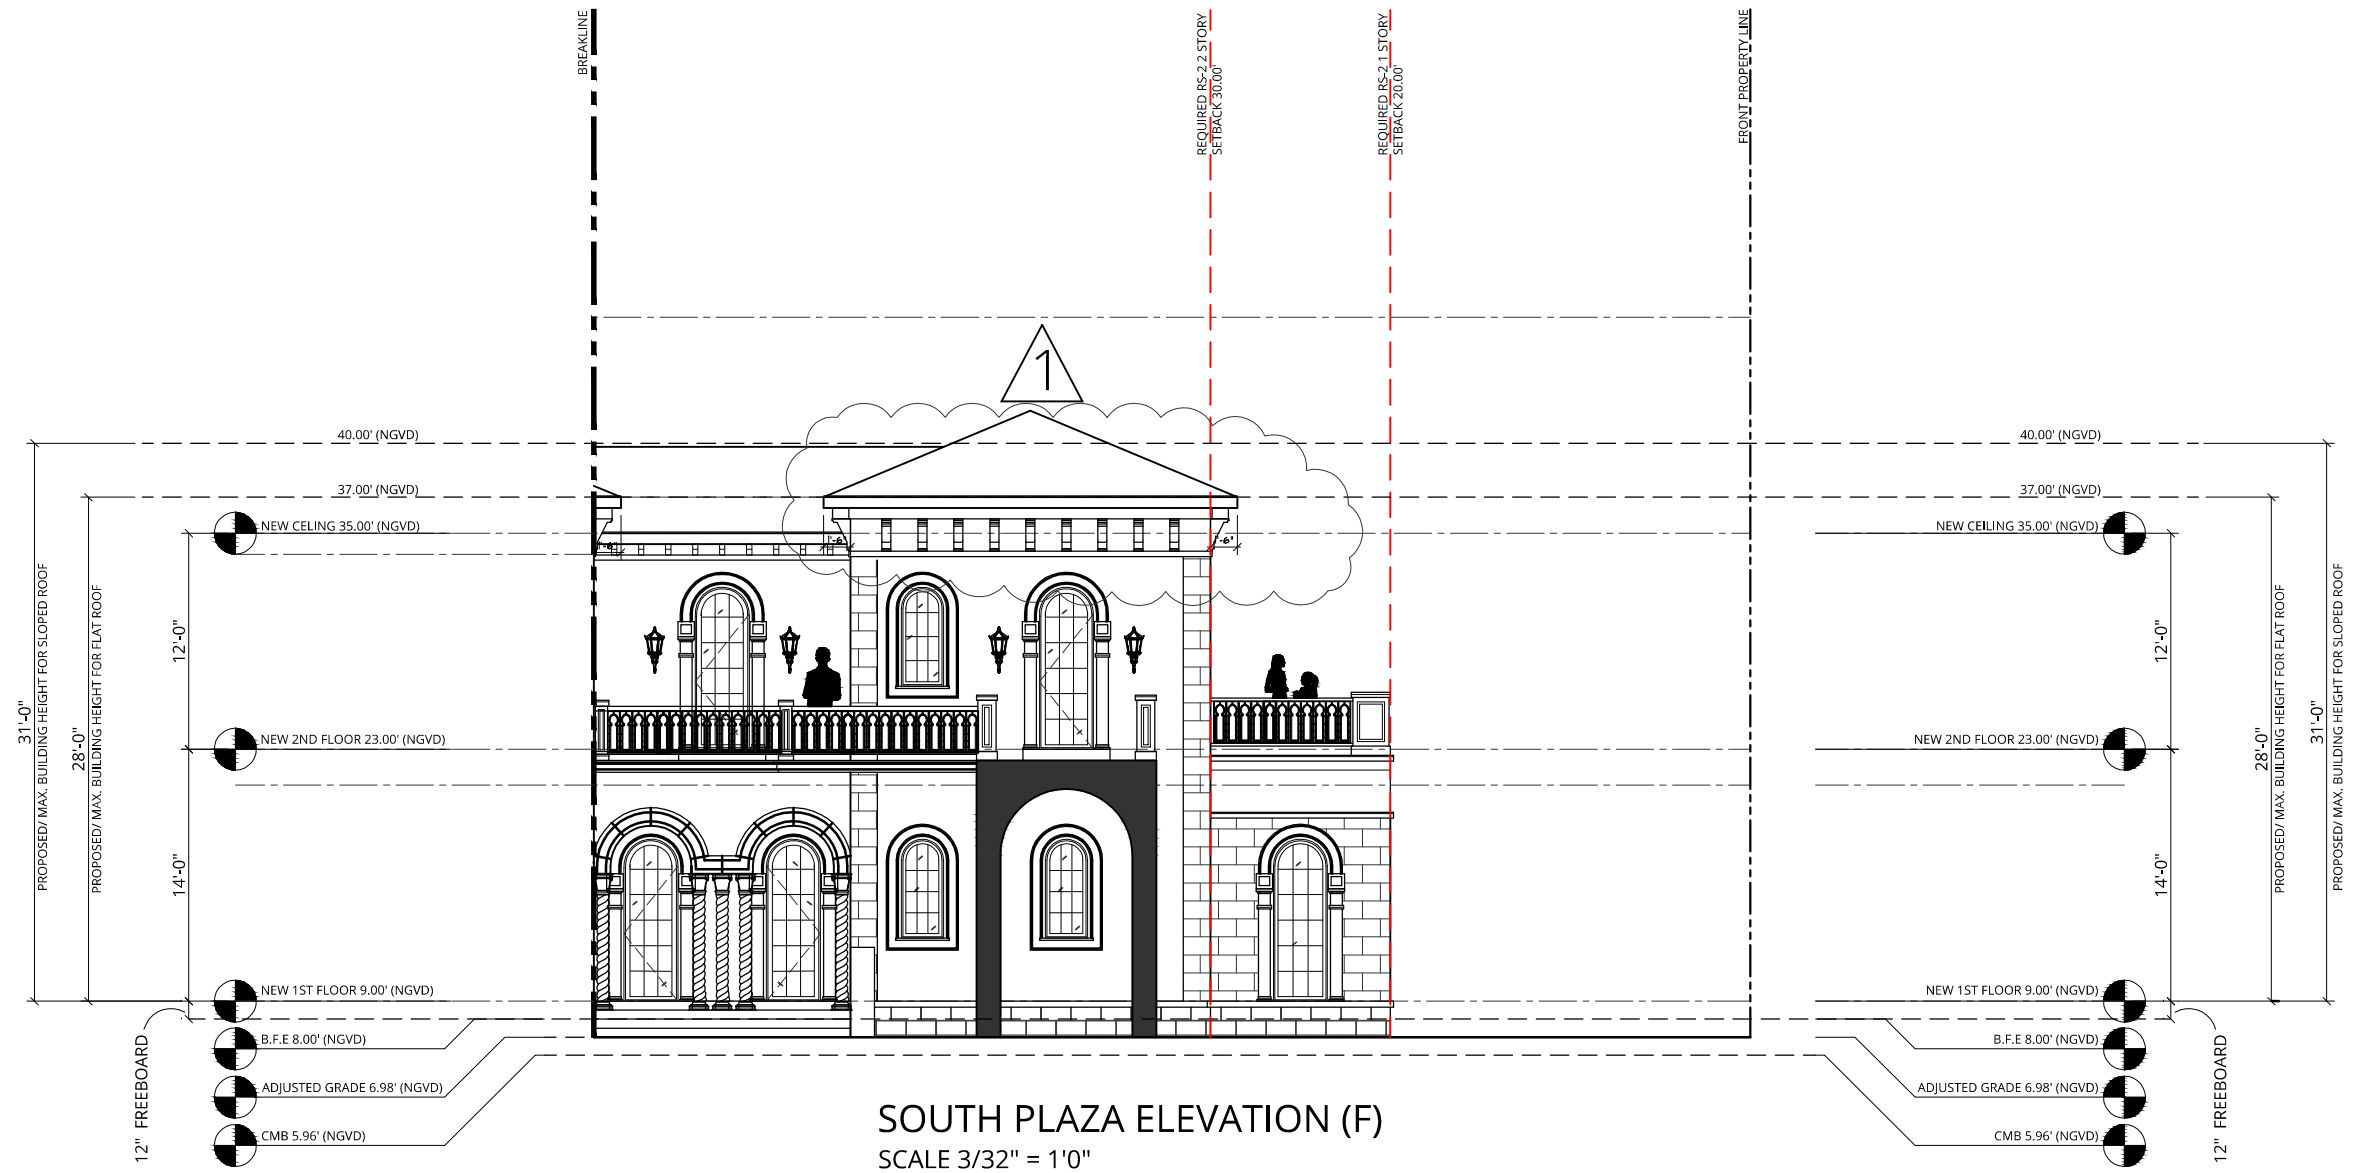 BREAKLINE
REQUIRED RS-2 2 STORY
SETBACK 30.00'
REQUIRED RS-2 1 STORY
SETBACK 20.00'
FRONT PROPERTY LINE
1
40.00' (NGVD)
40.00' (NGVD)
37.00' (NGVD)
37.00' (NGVD)
NEW CELING 35.00' (NGVD)
NEW CEILING 35.00' (NGVD)
1'-6"
1'-6"
1'-6"
31'-0"
PROPOSED/ MAX. BUILDING HEIGHT FOR SLOPED ROOF
28'-0"
PROPOSED/ MAX. BUILDING HEIGHT FOR FLAT ROOF
12'-0"
12'-0"
28'-0"
PROPOSED/ MAX. BUILDING HEIGHT FOR FLAT ROOF
31'-0"
PROPOSED/ MAX. BUILDING HEIGHT FOR SLOPED ROOF
NEW 2ND FLOOR 23.00' (NGVD)
NEW 2ND FLOOR 23.00' (NGVD)
14'-0"
14'-0"
NEW 1ST FLOOR 9.00' (NGVD)
NEW 1ST FLOOR 9.00' (NGVD)
12" FREEBOARD
12" FREEBOARD
B.F.E 8.00' (NGVD)
B.F.E 8.00' (NGVD)
ADJUSTED GRADE 6.98' (NGVD)
ADJUSTED GRADE 6.98' (NGVD)
CMB 5.96' (NGVD)
CMB 5.96' (NGVD)
SOUTH PLAZA ELEVATION (F)
SCALE 3/32" = 1'0"